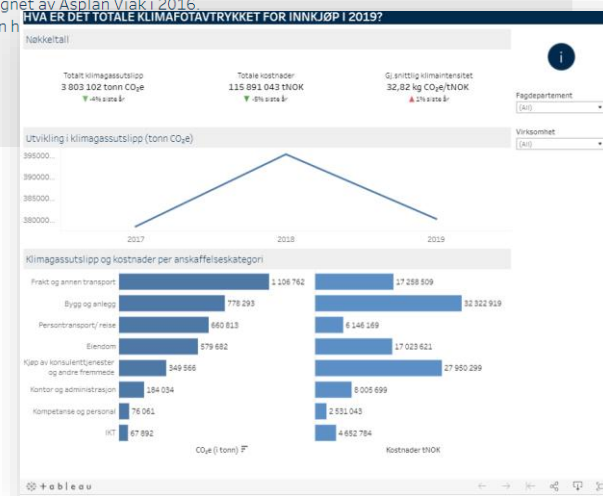 gnet av Asplan Viak i 2016.
n h
HVA ER DET TOTALE KLIMAFOTAVTRYKKET FOR INNKJØP I 2019?
Nøkkeltall
Totalt klimagassutslipp
3 803 102 tonn CO₂e
▼ -4% siste år
Totale kostnader
115 891 043 tNOK
▼ -5% siste år
Gj.snittlig klimaintensitet
32,82 kg CO₂e/tNOK
▲ 1% siste år
i
Fagdepartement
(All)
Virksomhet
(All)
Utvikling i klimagassutslipp (tonn CO₂e)
395000...
390000...
385000...
380000...
2017 2018 2019
Klimagassutslipp og kostnader per anskaffelseskategori
Frakt og annen transport 1 106 762 17 258 509
Bygg og anlegg 778 293 32 322 919
Persontransport/ reise 660 813 6 146 169
Eiendom 579 682 17 023 621
Kjøp av konsulenttjenester
og andre fremmede 349 566 27 950 299
Kontor og administrasjon 184 034 8 005 699
Kompetanse og personal 76 061 2 531 043
IKT 67 892 4 652 784
CO₂e (i tonn) Kostnader tNOK
+ableau